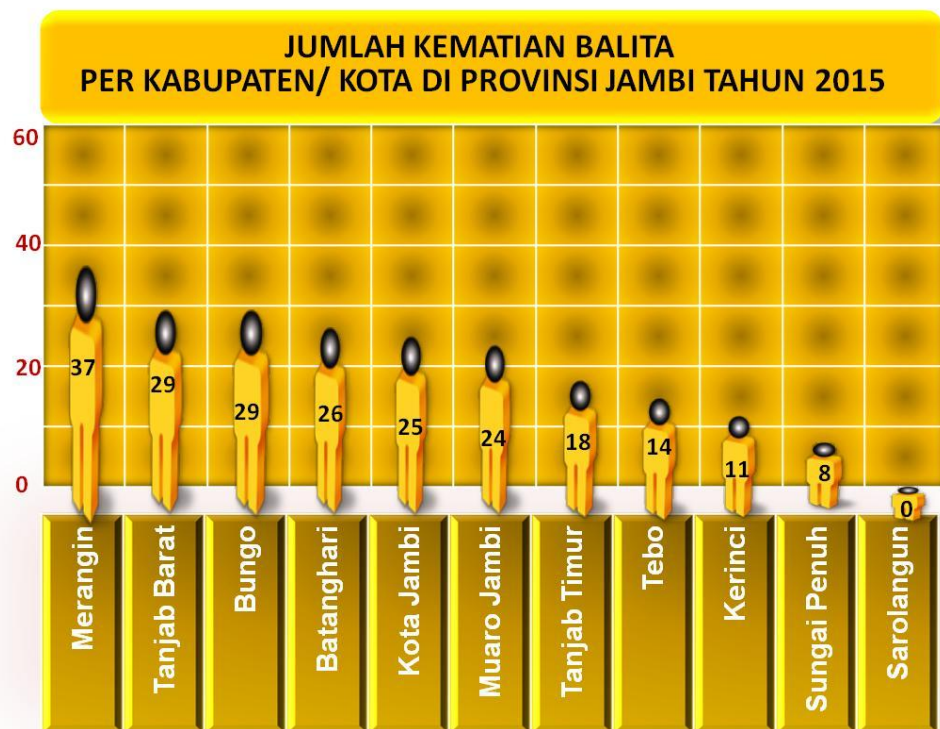 JUMLAH KEMATIAN BALITA
PER KABUPATEN/ KOTA DI PROVINSI JAMBI TAHUN 2015
60
40
20
0
37
29
29
26
25
24
18
14
11
8
0
Merangin
Tanjab Barat
Bungo
Batanghari
Kota Jambi
Muaro Jambi
Tanjab Timur
Tebo
Kerinci
Sungai Penuh
Sarolangun